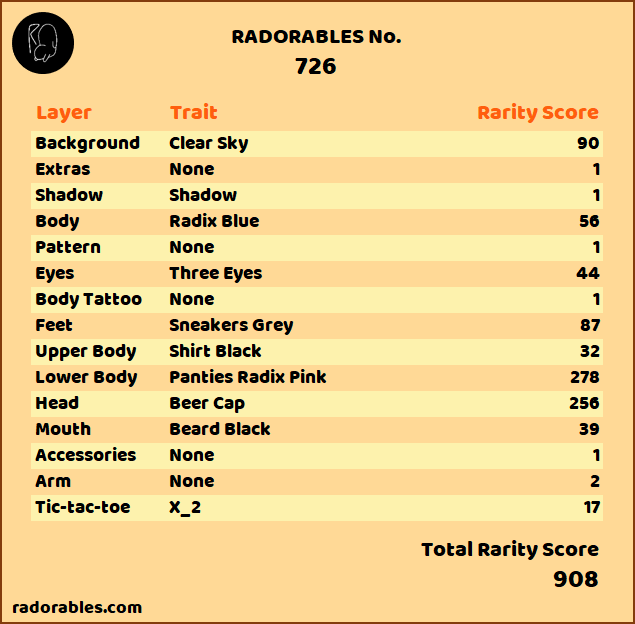 RADORABLES No.
726
Layer Trait Rarity Score
Background Clear Sky 90
Extras None 1
Shadow Shadow 1
Body Radix Blue 56
Pattern None 1
Eyes Three Eyes 44
Body Tattoo None 1
Feet Sneakers Grey 87
Upper Body Shirt Black 32
Lower Body Panties Radix Pink 278
Head Beer Cap 256
Mouth Beard Black 39
Accessories None 1
Arm None 2
Tic-tac-toe X_2 17
Total Rarity Score
908
radorables.com